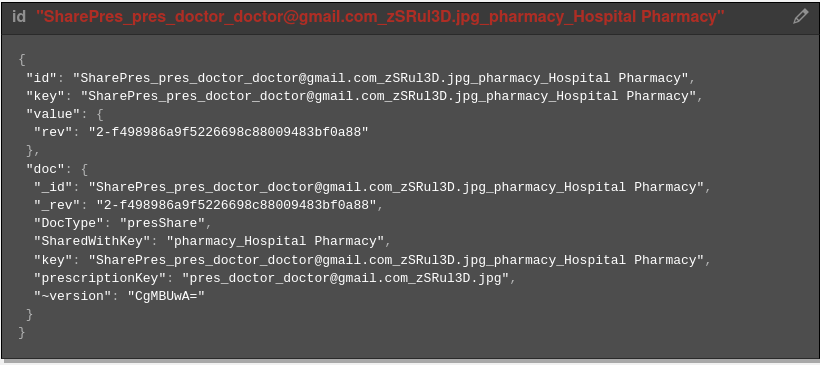 id "SharePres_pres_doctor_doctor@gmail.com_zSRul3D.jpg_pharmacy_Hospital Pharmacy"
{
"id": "SharePres_pres_doctor_doctor@gmail.com_zSRul3D.jpg_pharmacy_Hospital Pharmacy",
"key": "SharePres_pres_doctor_doctor@gmail.com_zSRul3D.jpg_pharmacy_Hospital Pharmacy",
"value": {
"rev": "2-f498986a9f5226698c88009483bf0a88"
},
"doc": {
"_id": "SharePres_pres_doctor_doctor@gmail.com_zSRul3D.jpg_pharmacy_Hospital Pharmacy",
"_rev": "2-f498986a9f5226698c88009483bf0a88",
"DocType": "presShare",
"SharedWithKey": "pharmacy_Hospital Pharmacy",
"key": "SharePres_pres_doctor_doctor@gmail.com_zSRul3D.jpg_pharmacy_Hospital Pharmacy",
"prescriptionKey": "pres_doctor_doctor@gmail.com_zSRul3D.jpg",
"~version": "CgMBUwA="
}
}